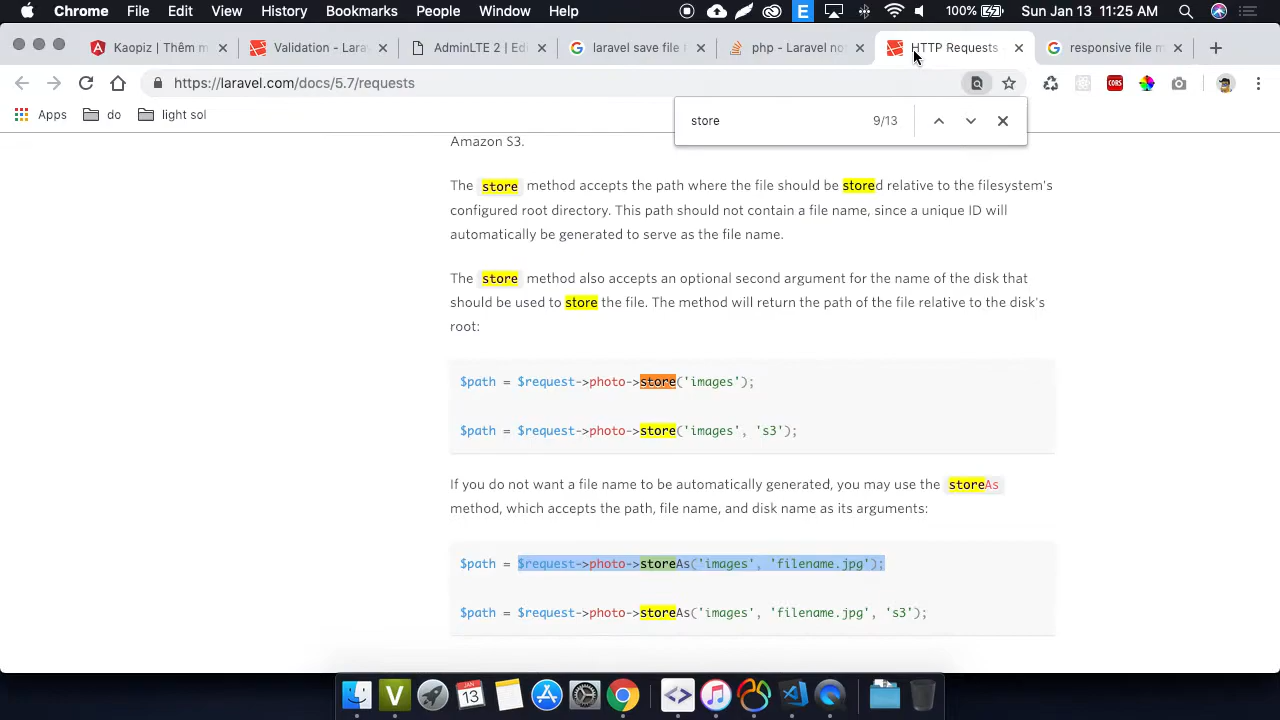 Chrome File Edit View History Bookmarks People Window Help 100% Sun Jan 13 11:25 AM
Kaopiz | Thêm m
Validation - Lara
AdminLTE 2 | Edi
laravel save file
php - Laravel no
HTTP Requests
responsive file m
https://laravel.com/docs/5.7/requests
CORS
Apps do light sol
store 9/13
Amazon S3.
The store method accepts the path where the file should be stored relative to the filesystem's
configured root directory. This path should not contain a file name, since a unique ID will
automatically be generated to serve as the file name.
The store method also accepts an optional second argument for the name of the disk that
should be used to store the file. The method will return the path of the file relative to the disk's
root:
$path = $request->photo->store('images');
$path = $request->photo->store('images', 's3');
If you do not want a file name to be automatically generated, you may use the storeAs
method, which accepts the path, file name, and disk name as its arguments:
$path = $request->photo->storeAs('images', 'filename.jpg');
$path = $request->photo->storeAs('images', 'filename.jpg', 's3');
JAN
13